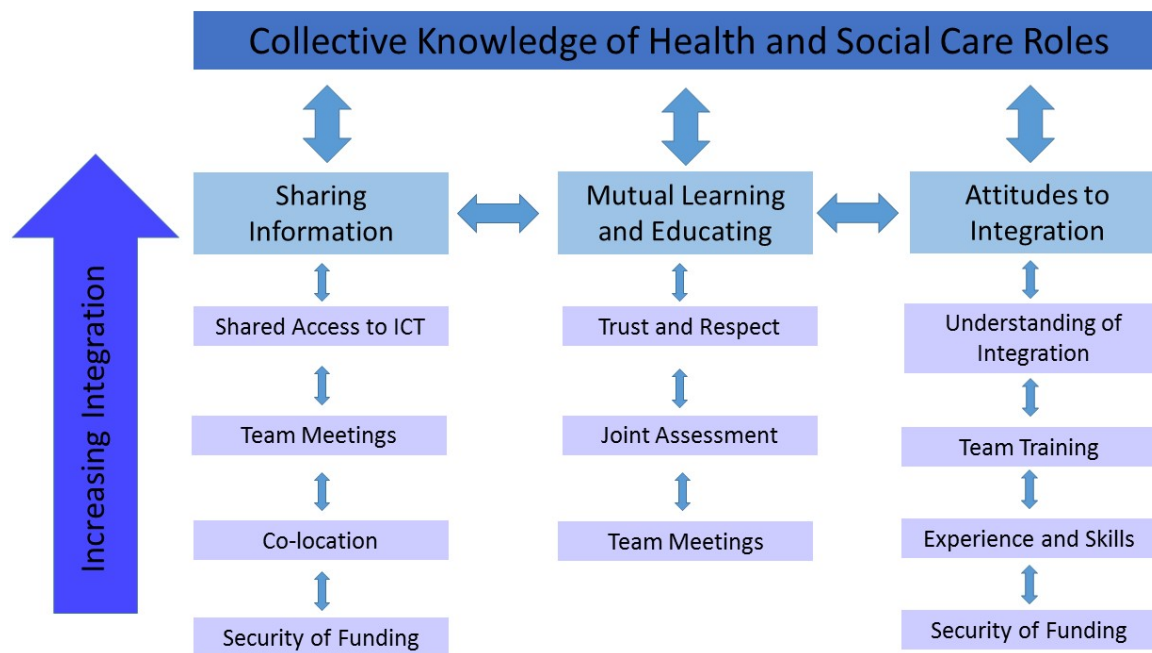 Collective Knowledge of Health and Social Care Roles
Increasing Integration
Sharing
Information
Shared Access to ICT
Team Meetings
Co-location
Security of Funding
Mutual Learning
and Educating
Trust and Respect
Joint Assessment
Team Meetings
Attitudes to
Integration
Understanding of
Integration
Team Training
Experience and Skills
Security of Funding